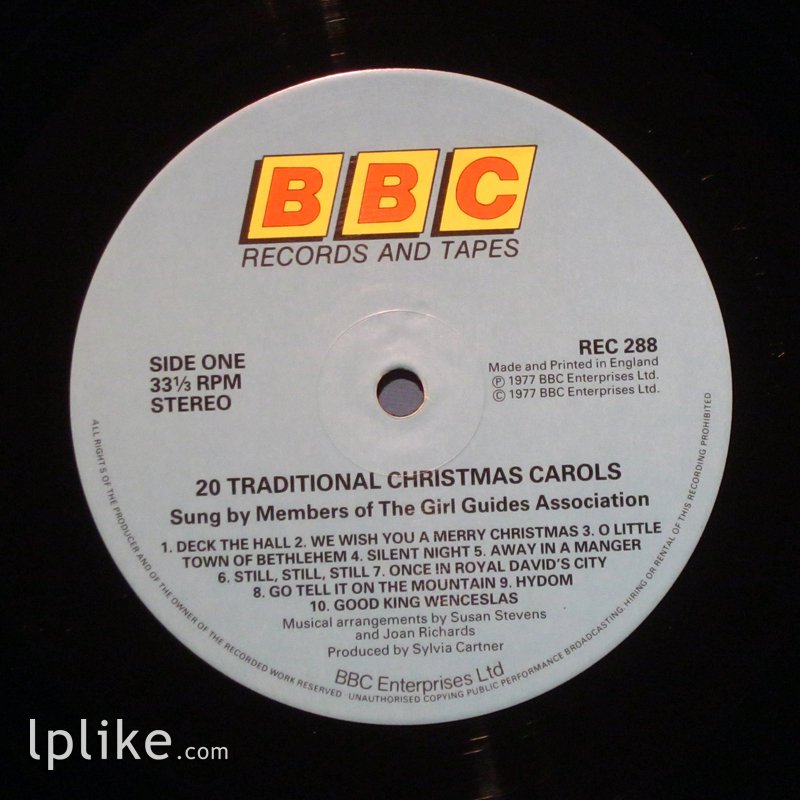 BBC
RECORDS AND TAPES
SIDE ONE
33⅓ RPM
STEREO
REC 288
Made and Printed in England
Ⓟ 1977 BBC Enterprises Ltd.
© 1977 BBC Enterprises Ltd.
20 TRADITIONAL CHRISTMAS CAROLS
Sung by Members of The Girl Guides Association
1. DECK THE HALL 2. WE WISH YOU A MERRY CHRISTMAS 3. O LITTLE
TOWN OF BETHLEHEM 4. SILENT NIGHT 5. AWAY IN A MANGER
6. STILL, STILL, STILL 7. ONCE IN ROYAL DAVID'S CITY
8. GO TELL IT ON THE MOUNTAIN 9. HYDOM
10. GOOD KING WENCESLAS
Musical arrangements by Susan Stevens
and Joan Richards
Produced by Sylvia Cartner
BBC Enterprises Ltd
ALL RIGHTS OF THE PRODUCER AND OF THE OWNER OF THE RECORDED WORK RESERVED · UNAUTHORISED COPYING PUBLIC PERFORMANCE BROADCASTING, HIRING OR RENTAL OF THIS RECORDING PROHIBITED
lplike.com